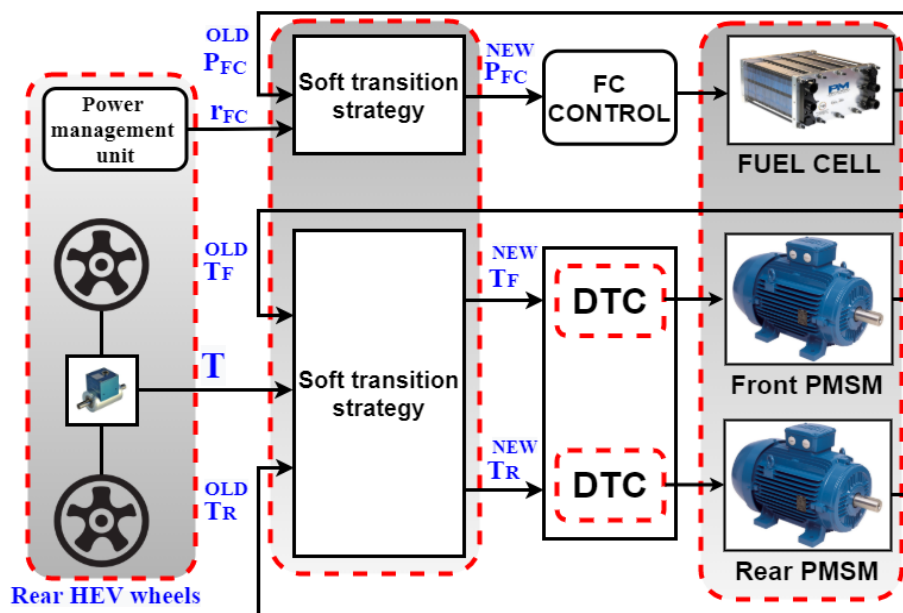 OLD
PFC
NEW
PFC
Soft transition
strategy
FC
CONTROL
Power
management
unit
rFC
FUEL CELL
OLD
TF
NEW
TF
DTC
T
Soft transition
strategy
Front PMSM
NEW
TR
DTC
OLD
TR
Rear PMSM
Rear HEV wheels